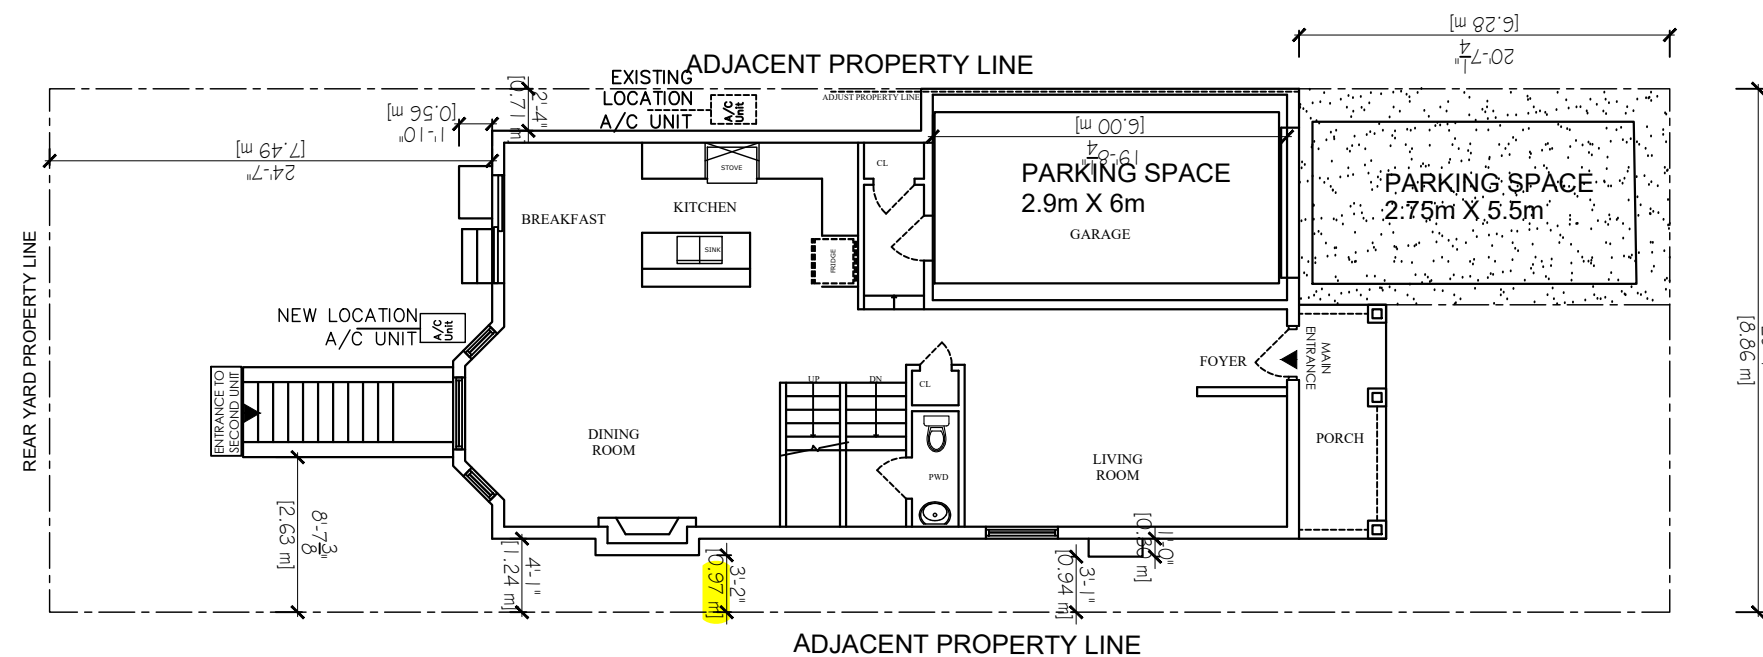 [6.28 m]
20'-7 1/4"
ADJACENT PROPERTY LINE
EXISTING
LOCATION
A/C UNIT
A/C
Unit
ADJUST PROPERTY LINE
2'-4"
[0.71 m]
[0.56 m]
1'-10"
[7.49 m]
24'-7"
[6.00 m]
19'-8 1/4"
PARKING SPACE
2.9m X 6m
GARAGE
PARKING SPACE
2.75m X 5.5m
STOVE
CL
BREAKFAST
KITCHEN
SINK
FRIDGE
REAR YARD PROPERTY LINE
NEW LOCATION
A/C UNIT
A/C
Unit
[8.86 m]
FOYER
MAIN
ENTRANCE
ENTRANCE TO
SECOND UNIT
UP
DN
CL
DINING
ROOM
PWD
LIVING
ROOM
PORCH
8'-7 3/8"
[2.63 m]
4'-1"
[1.24 m]
3'-2"
[0.97 m]
3'-1"
[0.94 m]
1'-0"
ADJACENT PROPERTY LINE